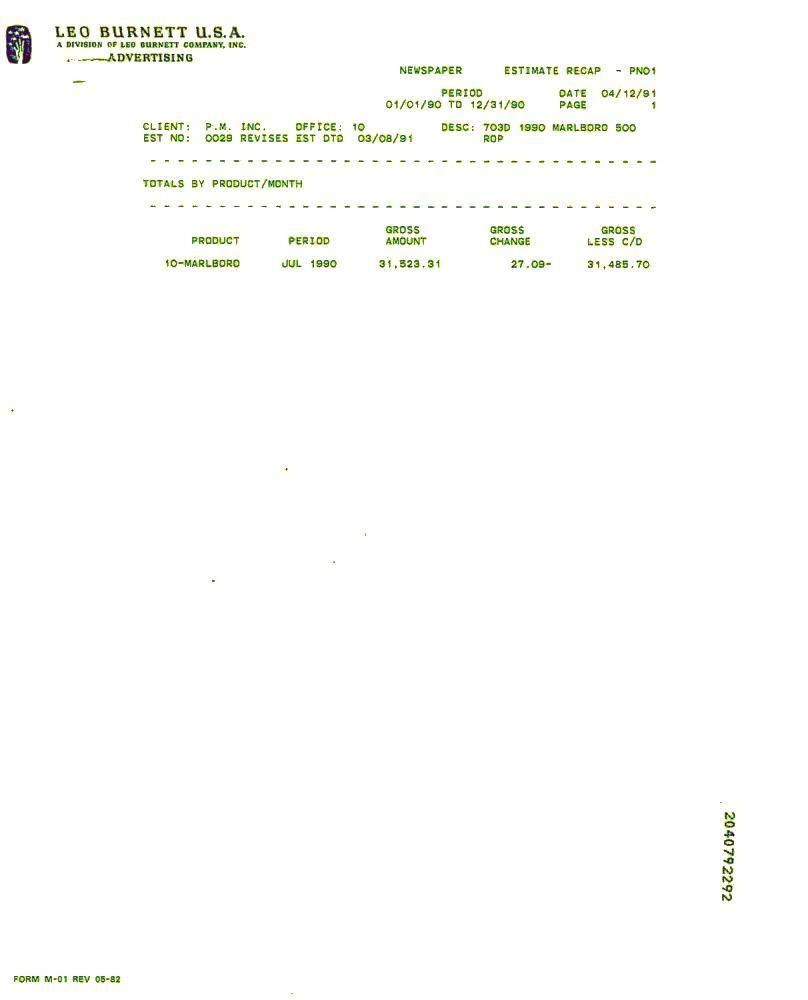 LEO BURNETT U.S.A.
A DIVISION OF LEO BURNETT COMPANY, INC.
ADVERTISING
NEWSPAPER ESTIMATE RECAP - PN01
PERIOD DATE 04/12/91
01/01/90 TO 12/31/90 PAGE 1
CLIENT: P.M. INC. OFFICE: 10 DESC: 703D 1990 MARLBORO 500
EST NO: 0029 REVISES EST DTD 03/08/91 ROP
TOTALS BY PRODUCT/MONTH
GROSS GROSS GROSS
PRODUCT PERIOD AMOUNT CHANGE LESS C/D
10-MARLBORO JUL 1990 31,523.31 27.09- 31,485.70
2040792292
FORM M-01 REV 05-82